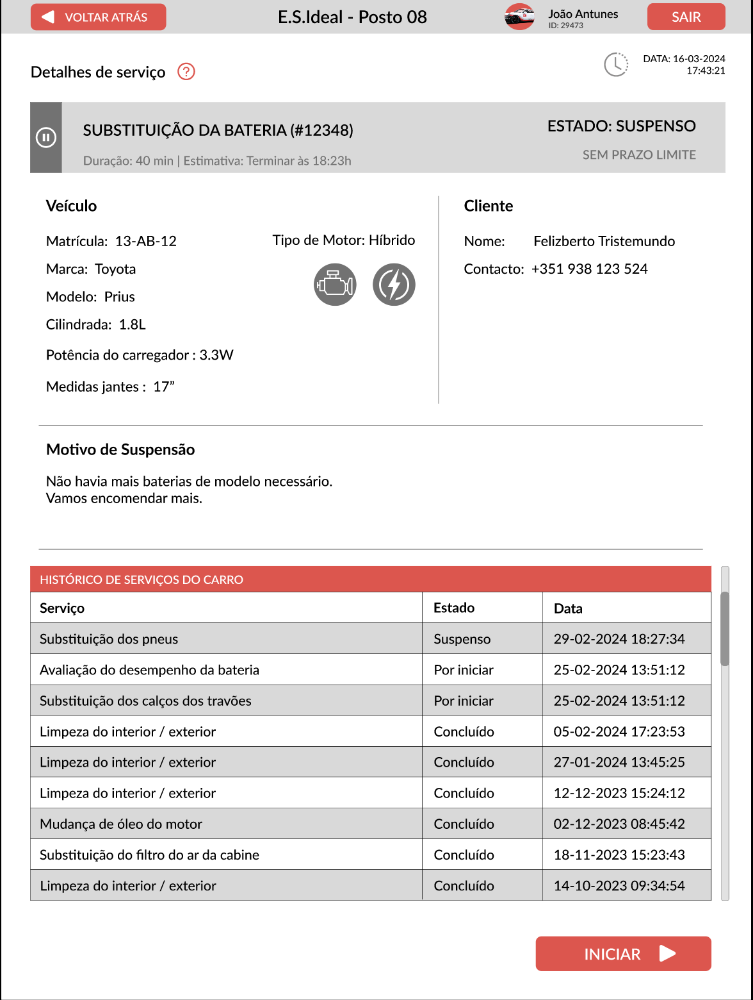 VOLTAR ATRÁS
E.S.Ideal - Posto 08
João Antunes
ID: 29473
SAIR
Detalhes de serviço
?
DATA: 16-03-2024
17:43:21
SUBSTITUIÇÃO DA BATERIA (#12348)
ESTADO: SUSPENSO
Duração: 40 min | Estimativa: Terminar às 18:23h
SEM PRAZO LIMITE
Veículo
Matrícula: 13-AB-12
Tipo de Motor: Híbrido
Marca: Toyota
Modelo: Prius
Cilindrada: 1.8L
Potência do carregador : 3.3W
Medidas jantes : 17”
Cliente
Nome: Felizberto Tristemundo
Contacto: +351 938 123 524
Motivo de Suspensão
Não havia mais baterias de modelo necessário.
Vamos encomendar mais.
HISTÓRICO DE SERVIÇOS DO CARRO
Serviço Estado Data
Substituição dos pneus Suspenso 29-02-2024 18:27:34
Avaliação do desempenho da bateria Por iniciar 25-02-2024 13:51:12
Substituição dos calços dos travões Por iniciar 25-02-2024 13:51:12
Limpeza do interior / exterior Concluído 05-02-2024 17:23:53
Limpeza do interior / exterior Concluído 27-01-2024 13:45:25
Limpeza do interior / exterior Concluído 12-12-2023 15:24:12
Mudança de óleo do motor Concluído 02-12-2023 08:45:42
Substituição do filtro do ar da cabine Concluído 18-11-2023 15:23:43
Limpeza do interior / exterior Concluído 14-10-2023 09:34:54
INICIAR